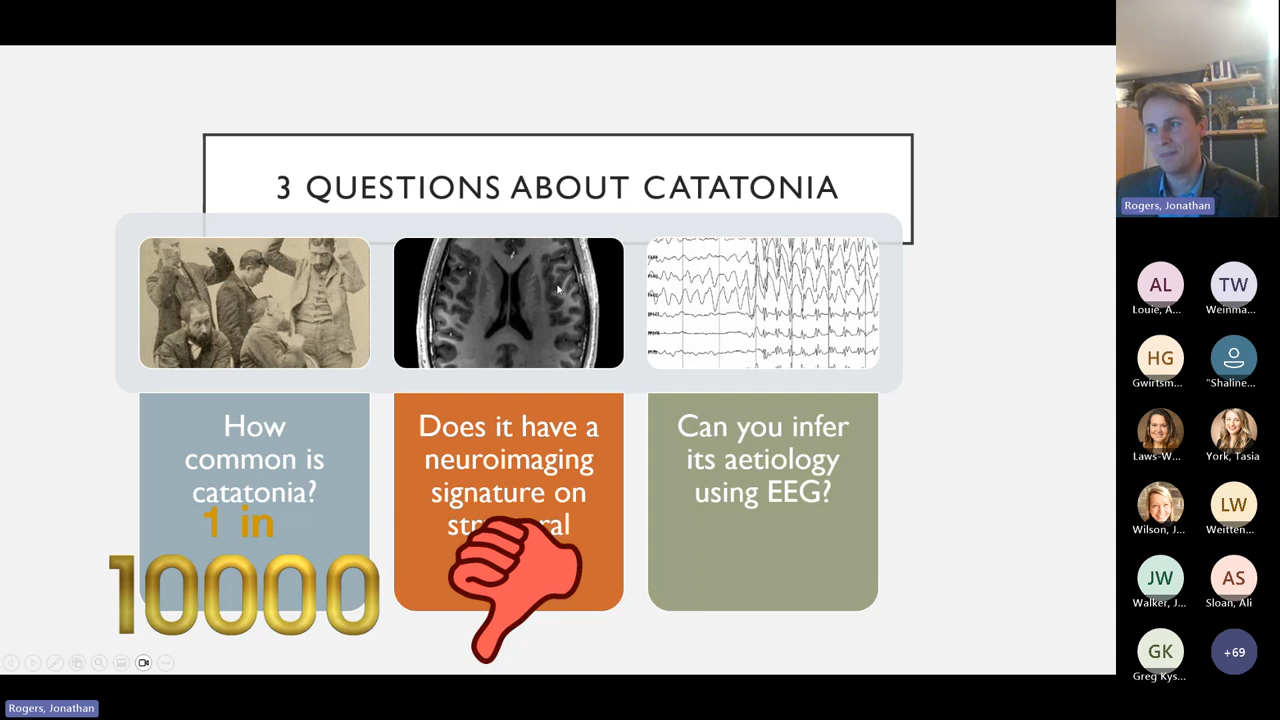 3 QUESTIONS ABOUT CATATONIA
How
common is
catatonia?
1 in
10000
Does it have a
neuroimaging
signature on
Can you infer
its aetiology
using EEG?
Rogers, Jonathan
AL
Louie, A...
TW
Weinma...
HG
Gwirtsm...
"Shaline...
Laws-W...
York, Tasia
Wilson, J...
LW
Weitten...
JW
Walker, J...
AS
Sloan, Ali
GK
Greg Kys...
+69
Rogers, Jonathan